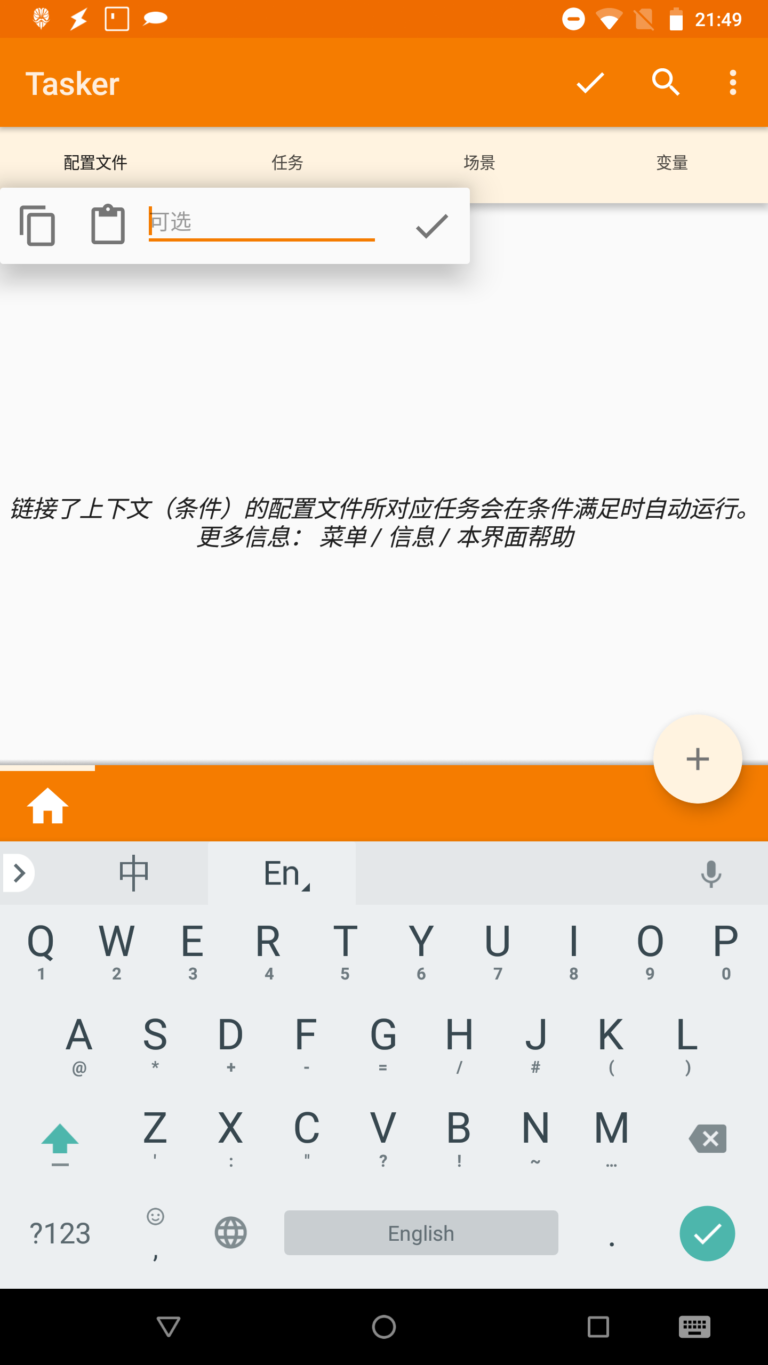 21:49
Tasker
配置文件 任务 场景 变量
可选
链接了上下文（条件）的配置文件所对应任务会在条件满足时自动运行。
更多信息： 菜单 / 信息 / 本界面帮助
中 En
Q W E R T Y U I O P
1 2 3 4 5 6 7 8 9 0
A S D F G H J K L
@ * + - = / # ( )
Z X C V B N M
' : " ? ! ~ …
?123 , English .